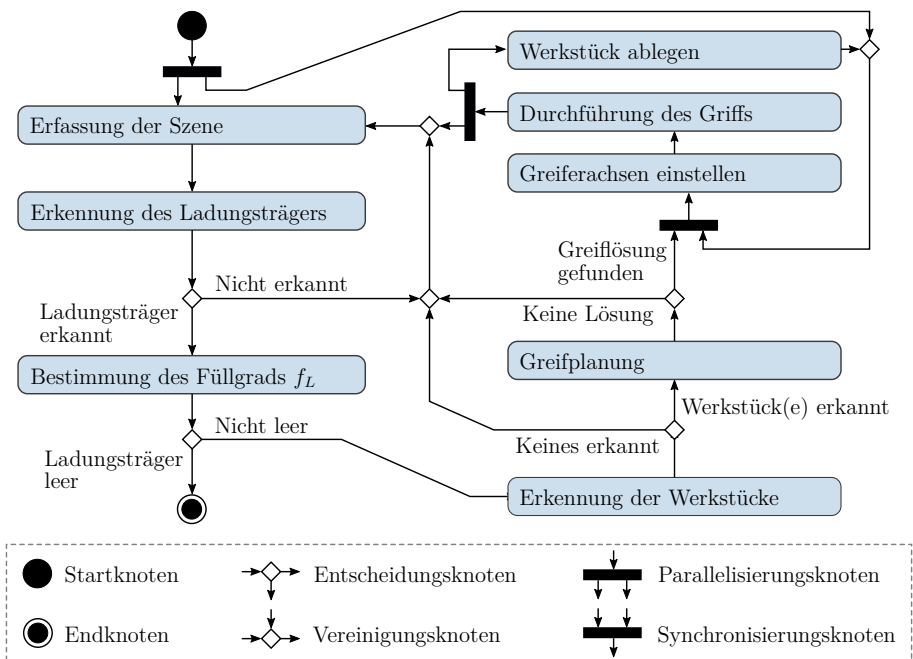 Werkstück ablegen
Durchführung des Griffs
Erfassung der Szene
Greiferachsen einstellen
Erkennung des Ladungsträgers
Greiflösung
gefunden
Nicht erkannt
Ladungsträger
erkannt
Keine Lösung
Greifplanung
Bestimmung des Füllgrads f_L
Werkstück(e) erkannt
Nicht leer
Keines erkannt
Ladungsträger
leer
Erkennung der Werkstücke
Startknoten
Entscheidungsknoten
Parallelisierungsknoten
Endknoten
Vereinigungsknoten
Synchronisierungsknoten